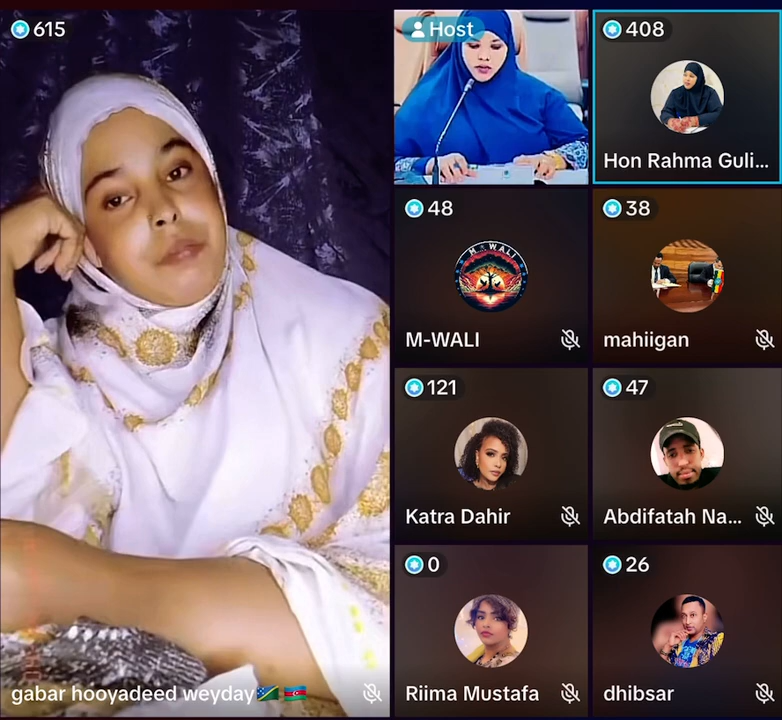 615
Host
408
Hon Rahma Guli...
48
M-WALI
M-WALI
38
mahiigan
121
Katra Dahir
47
Abdifatah Na...
0
Riima Mustafa
26
dhibsar
gabar hooyadeed weyday🇸🇧 🇦🇿